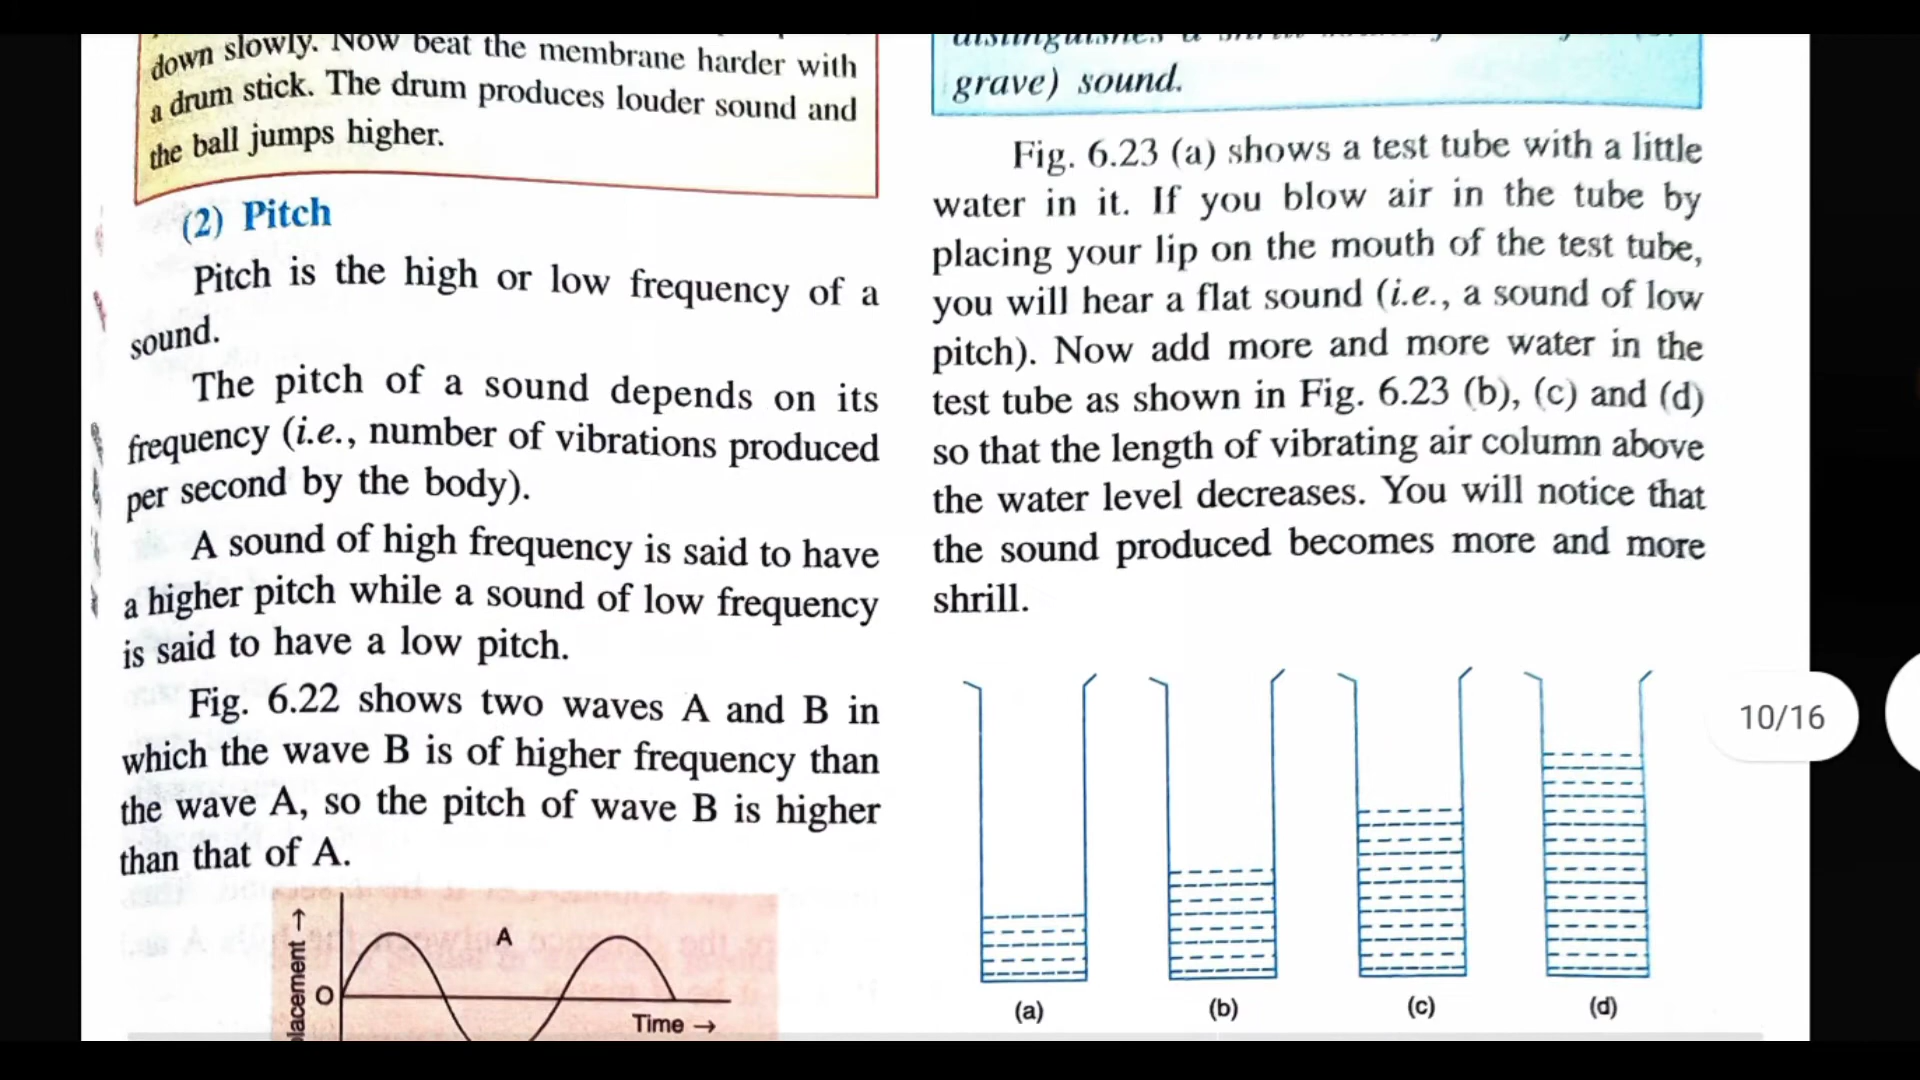 down slowly. Now beat the membrane harder with
a drum stick. The drum produces louder sound and
the ball jumps higher.
(2) Pitch
Pitch is the high or low frequency of a
sound.
The pitch of a sound depends on its
frequency (i.e., number of vibrations produced
per second by the body).
A sound of high frequency is said to have
a higher pitch while a sound of low frequency
is said to have a low pitch.
Fig. 6.22 shows two waves A and B in
which the wave B is of higher frequency than
the wave A, so the pitch of wave B is higher
than that of A.
A
O
Time →
grave) sound.
Fig. 6.23 (a) shows a test tube with a little
water in it. If you blow air in the tube by
placing your lip on the mouth of the test tube,
you will hear a flat sound (i.e., a sound of low
pitch). Now add more and more water in the
test tube as shown in Fig. 6.23 (b), (c) and (d)
so that the length of vibrating air column above
the water level decreases. You will notice that
the sound produced becomes more and more
shrill.
(a)
(b)
(c)
(d)
10/16